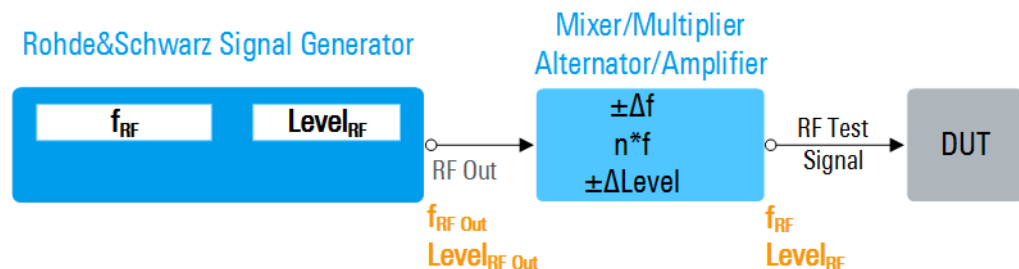 Rohde&Schwarz Signal Generator
Mixer/Multiplier
Alternator/Amplifier
fRF
LevelRF
RF Out
±Δf
n*f
±ΔLevel
RF Test
Signal
DUT
fRF Out
LevelRF Out
fRF
LevelRF